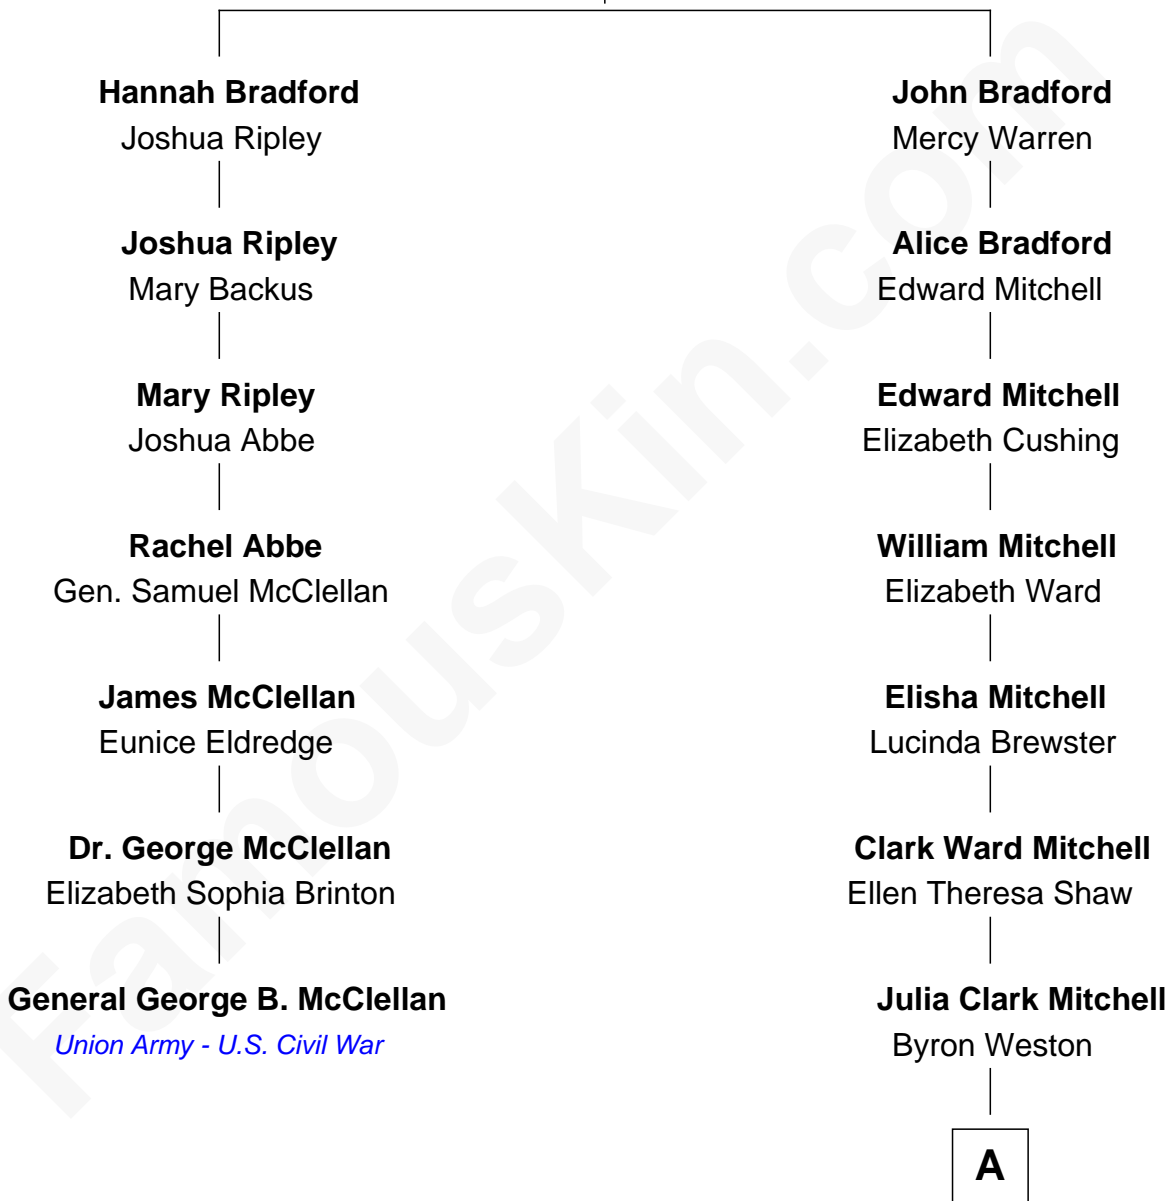 Hannah Bradford
Joshua Ripley
Joshua Ripley
Mary Backus
Mary Ripley
Joshua Abbe
Rachel Abbe
Gen. Samuel McClellan
James McClellan
Eunice Eldredge
Dr. George McClellan
Elizabeth Sophia Brinton
General George B. McClellan
Union Army - U.S. Civil War
John Bradford
Mercy Warren
Alice Bradford
Edward Mitchell
Edward Mitchell
Elizabeth Cushing
William Mitchell
Elizabeth Ward
Elisha Mitchell
Lucinda Brewster
Clark Ward Mitchell
Ellen Theresa Shaw
Julia Clark Mitchell
Byron Weston
A
FamousKin.com